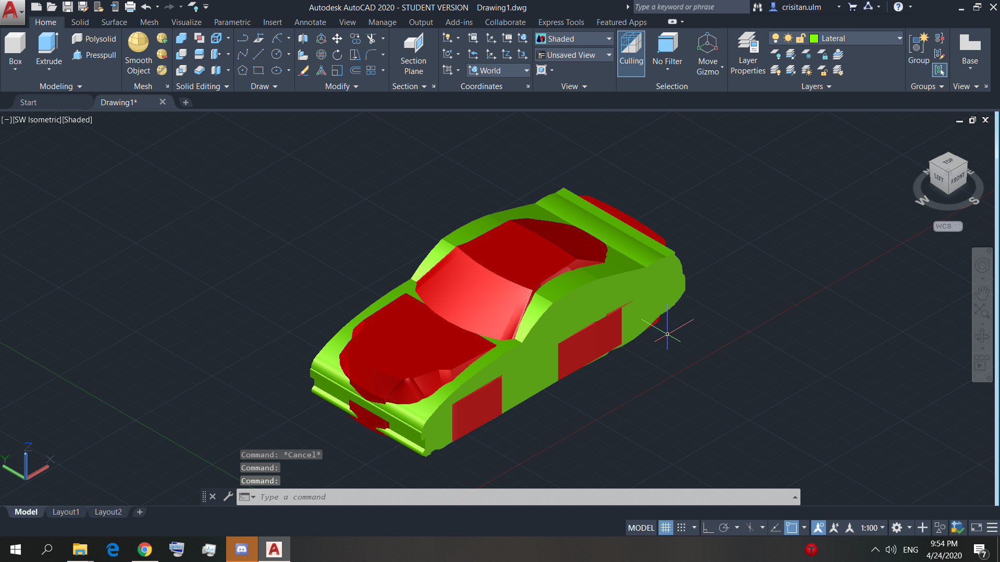 Autodesk AutoCAD 2020 - STUDENT VERSION Drawing1.dwg
Type a keyword or phrase
crisitan.ulm
Home Solid Surface Mesh Visualize Parametric Insert Annotate View Manage Output Add-ins Collaborate Express Tools Featured Apps
Box
Extrude
Polysolid
Presspull
Modeling
Smooth
Object
Mesh
Solid Editing
Draw
Modify
Section
Plane
Section
World
Coordinates
Shaded
Unsaved View
View
Culling
No Filter
Move
Gizmo
Selection
Layer
Properties
Lateral
Layers
Group
Groups
Base
View
Start
Drawing1*
[−][SW Isometric][Shaded]
TOP
LEFT
FRONT
N
E
W
S
WCS
Z
Y
X
Command: *Cancel*
Command:
Command:
Type a command
Model Layout1 Layout2
MODEL
1:100
ENG
9:54 PM
4/24/2020
7